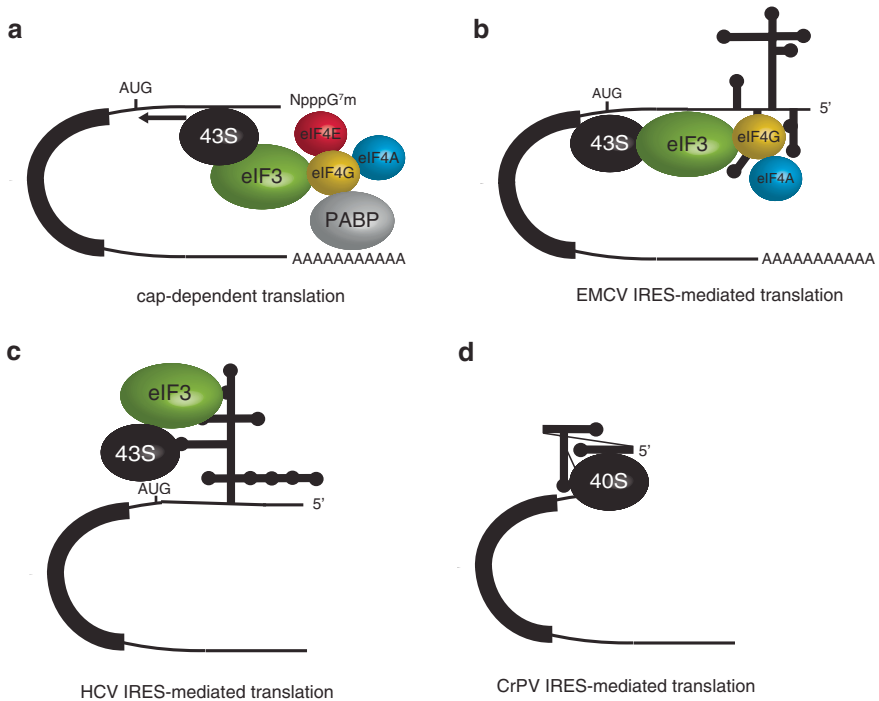 a
AUG
NpppG⁷m
43S
eIF4E
eIF4A
eIF3
eIF4G
PABP
AAAAAAAAAAA
cap-dependent translation
b
AUG
5’
43S
eIF3
eIF4G
eIF4A
AAAAAAAAAAA
EMCV IRES-mediated translation
c
eIF3
43S
AUG
5’
HCV IRES-mediated translation
d
5’
40S
CrPV IRES-mediated translation